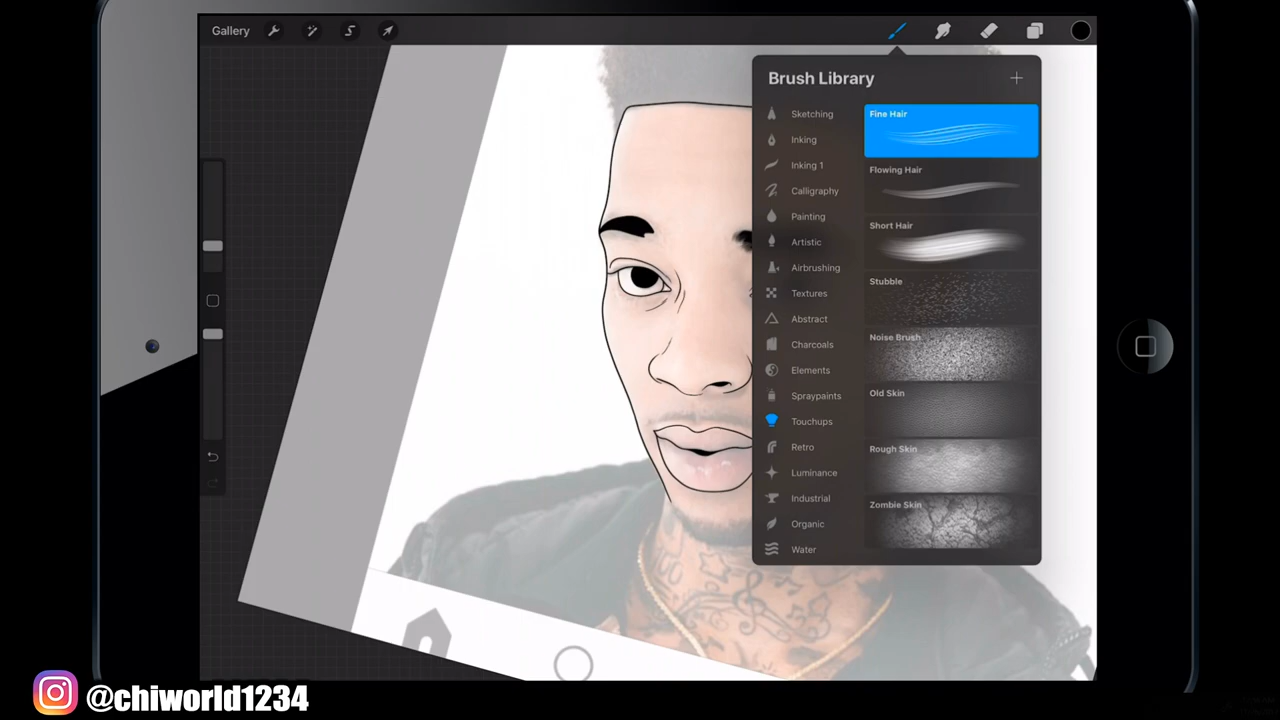 Gallery
Brush Library
Sketching
Inking
Inking 1
Calligraphy
Painting
Artistic
Airbrushing
Textures
Abstract
Charcoals
Elements
Spraypaints
Touchups
Retro
Luminance
Industrial
Organic
Water
Fine Hair
Flowing Hair
Short Hair
Stubble
Noise Brush
Old Skin
Rough Skin
Zombie Skin
@chiworld1234